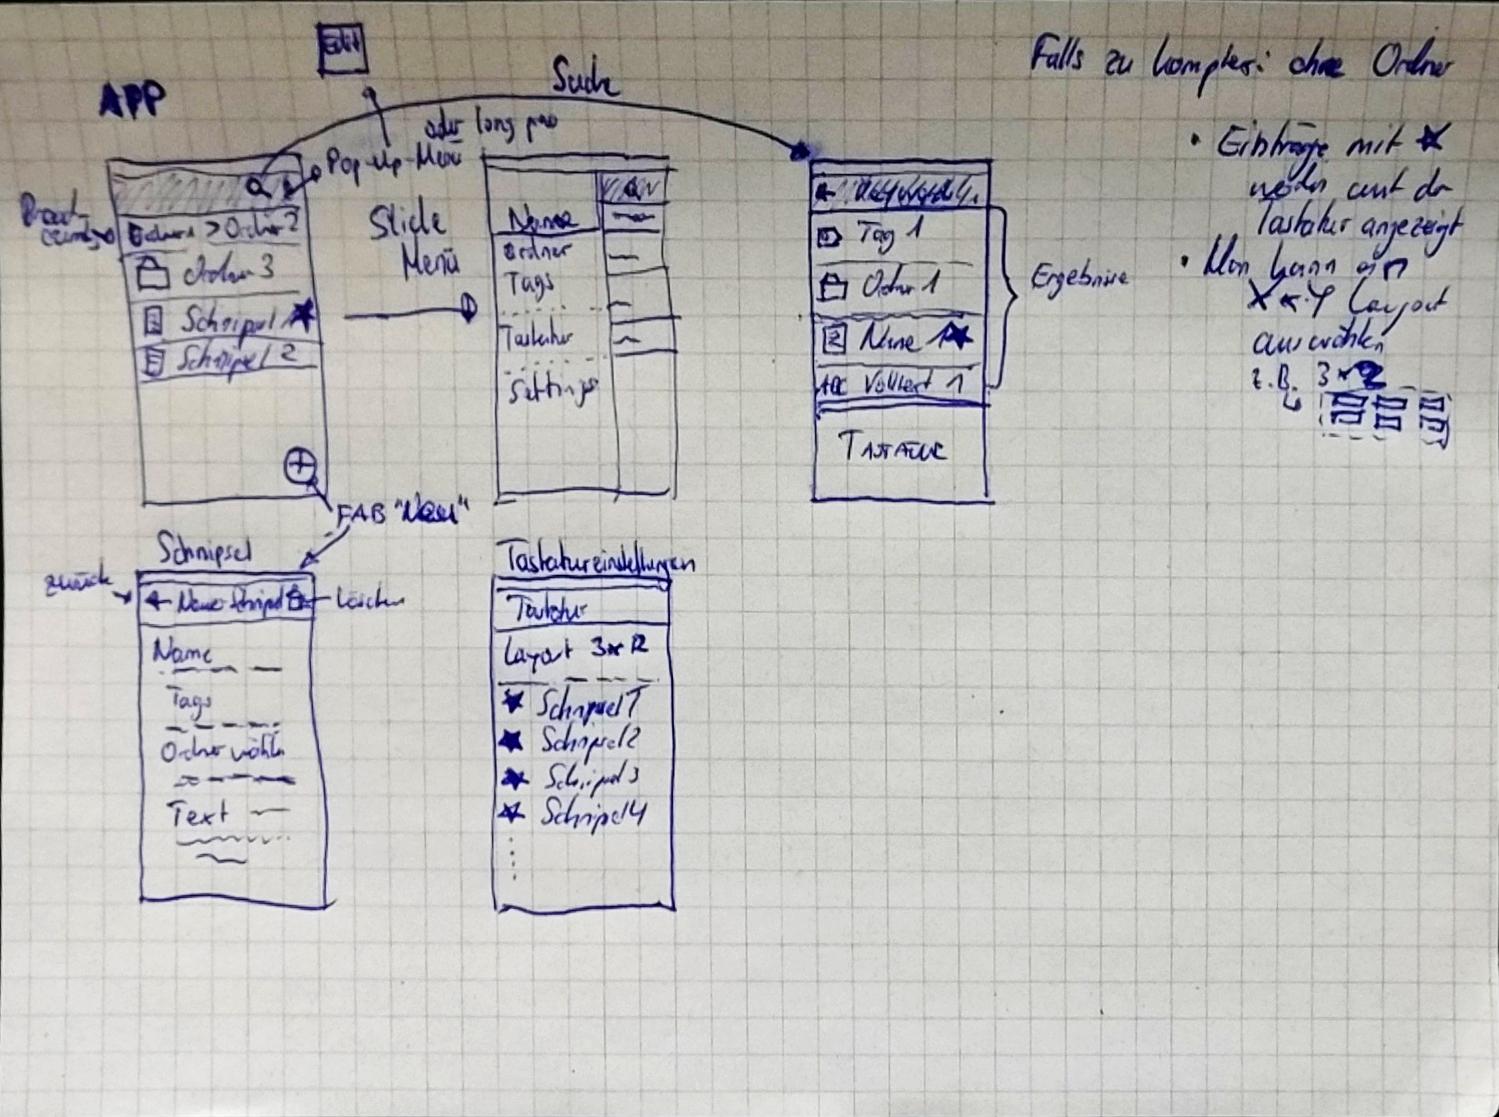 Edit
APP
Suche
oder long press
Pop-Up-Menü
Ordner 1 > Ordner 2
Ordner 3
Schnipsel 1
Schnipsel 2
FAB "Neu"
Slide
Menü
Name
Ordner
Tags
Tastatur
Settings
Tag 1
Ordner 1
Name 1
ABC Volltext 1
TASTATUR
Ergebnisse
Falls zu komplex: ohne Ordner
• Einträge mit ★
werden auf der
Tastatur angezeigt
• Man kann ein
X × Y Layout
auswählen
z.B. 3×2
Schnipsel
zurück
← Neuer Schnipsel
Löschen
Name
Tags
Ordner wählen
Text
Tastatureinstellungen
Tastatur
Layout 3×2
★ Schnipsel 1
★ Schnipsel 2
★ Schnipsel 3
★ Schnipsel 4